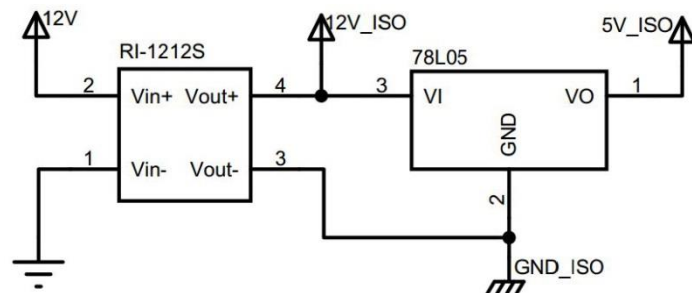 12V
12V_ISO
5V_ISO
RI-1212S
78L05
2
Vin+
Vout+
4
3
VI
VO
1
GND
1
Vin-
Vout-
3
2
GND_ISO